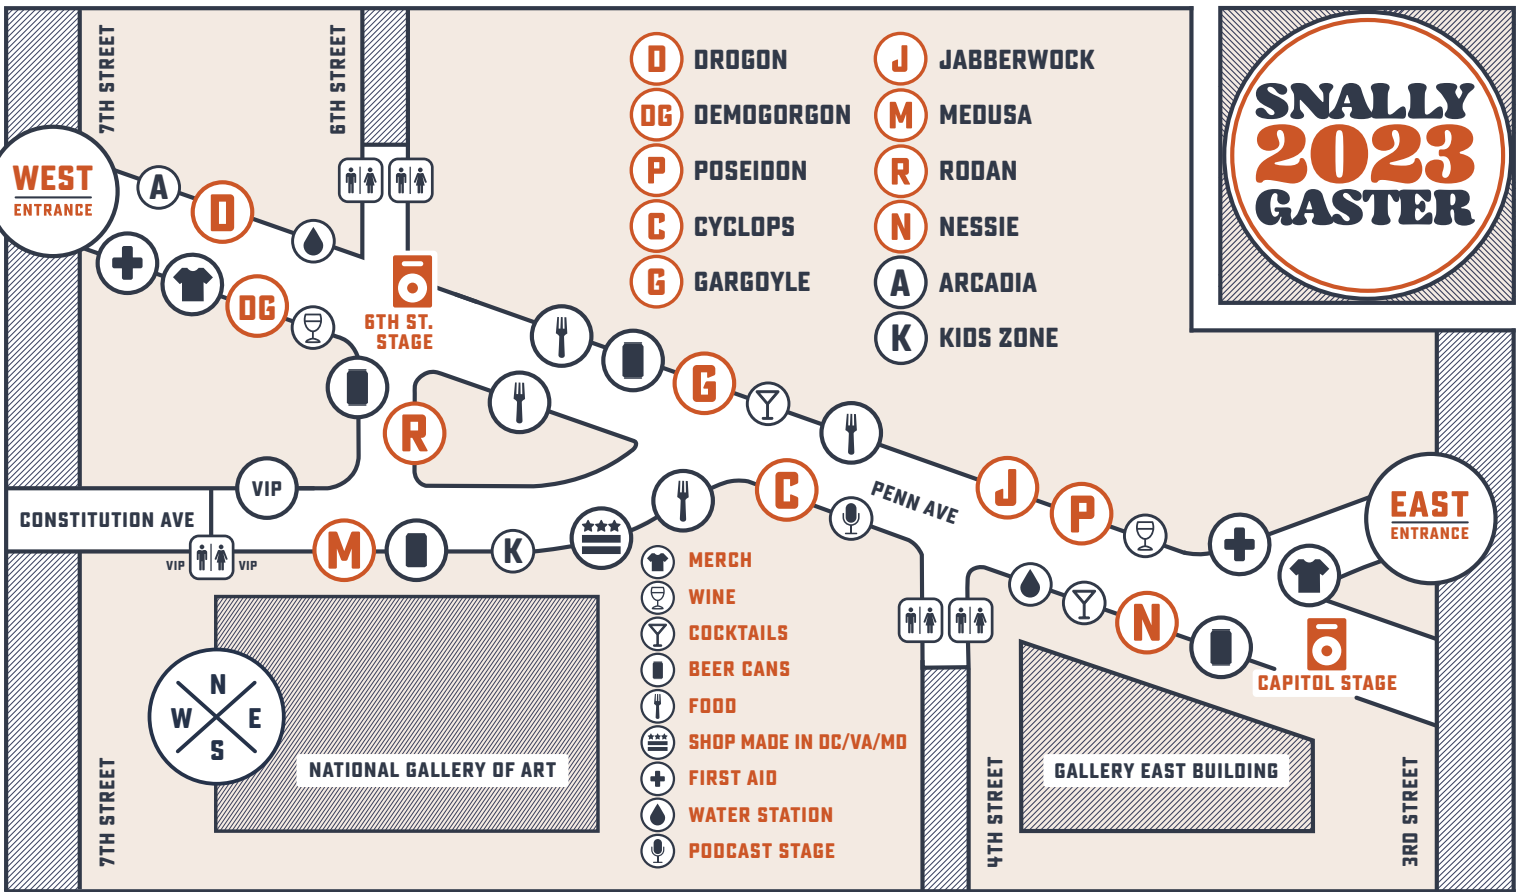 7TH STREET
6TH STREET
WEST
ENTRANCE
A
D
DG
6TH ST.
STAGE
D DROGON
DG DEMOGORGON
P POSEIDON
C CYCLOPS
G GARGOYLE
J JABBERWOCK
M MEDUSA
R RODAN
N NESSIE
A ARCADIA
K KIDS ZONE
SNALLY
2023
GASTER
G
R
C
PENN AVE
J
P
EAST
ENTRANCE
VIP
CONSTITUTION AVE
VIP
VIP
M
K
N
CAPITOL STAGE
MERCH
WINE
COCKTAILS
BEER CANS
FOOD
SHOP MADE IN DC/VA/MD
FIRST AID
WATER STATION
PODCAST STAGE
N
W E
S
NATIONAL GALLERY OF ART
GALLERY EAST BUILDING
7TH STREET
4TH STREET
3RD STREET